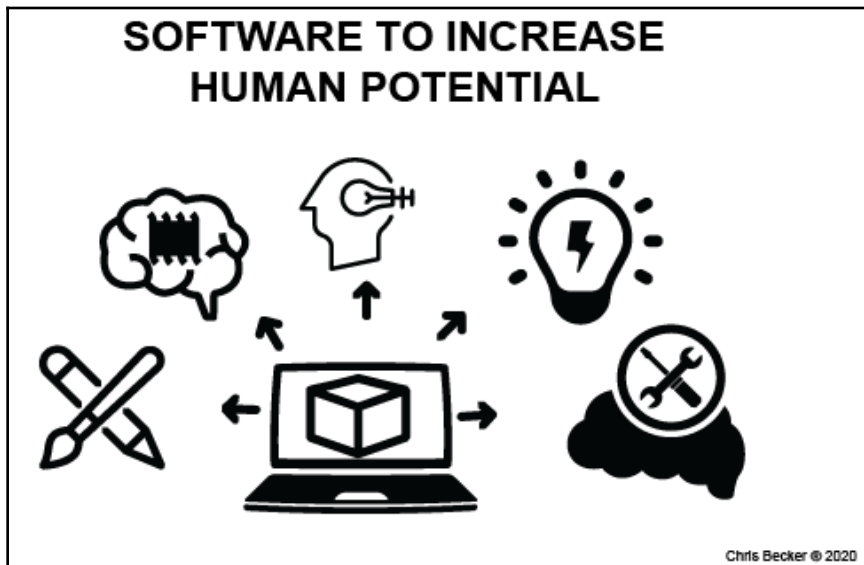 SOFTWARE TO INCREASE
HUMAN POTENTIAL
Chris Becker ® 2020